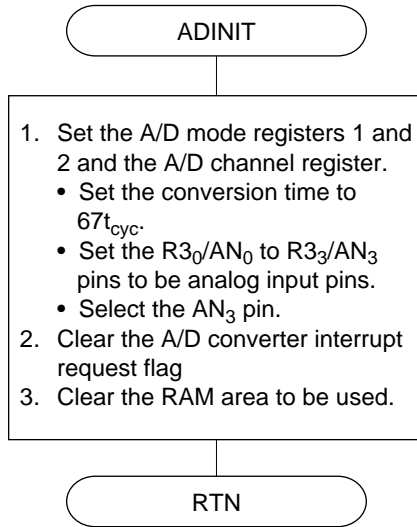 ADINIT
1. Set the A/D mode registers 1 and
2 and the A/D channel register.
• Set the conversion time to
67t_cyc.
• Set the R3₀/AN₀ to R3₃/AN₃
pins to be analog input pins.
• Select the AN₃ pin.
2. Clear the A/D converter interrupt
request flag
3. Clear the RAM area to be used.
RTN